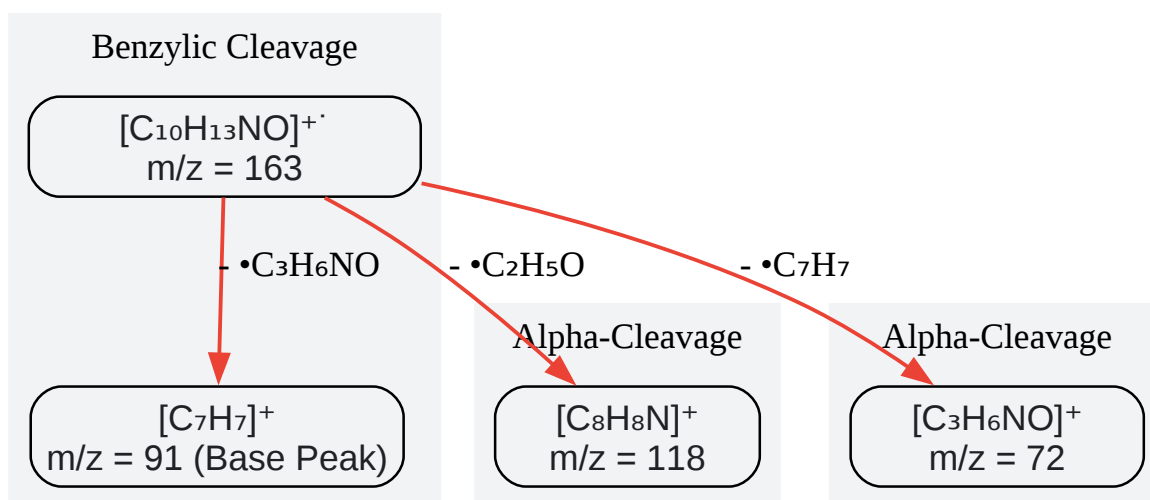 Benzylic Cleavage
[C₁₀H₁₃NO]⁺˙
m/z = 163
- •C₃H₆NO
- •C₂H₅O
- •C₇H₇
Alpha-Cleavage
Alpha-Cleavage
[C₇H₇]⁺
m/z = 91 (Base Peak)
[C₈H₈N]⁺
m/z = 118
[C₃H₆NO]⁺
m/z = 72